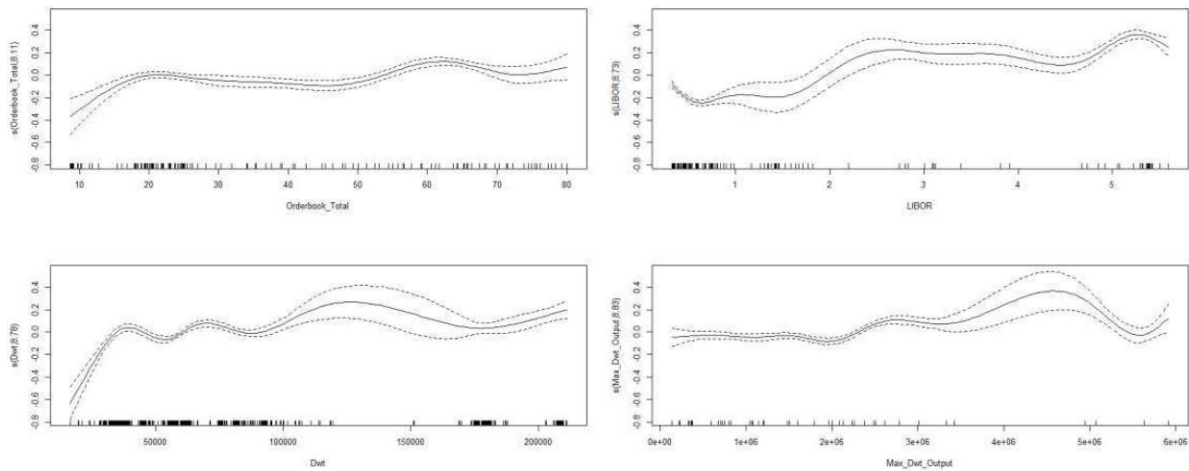 s(Orderbook_Total,8.11)
0.4
0.2
0.0
-0.2
-0.4
-0.6
-0.8
10 20 30 40 50 60 70 80
Orderbook_Total
s(LIBOR,8.73)
0.4
0.2
0.0
-0.2
-0.4
-0.6
-0.8
1 2 3 4 5
LIBOR
s(Dwt,8.78)
0.4
0.2
0.0
-0.2
-0.4
-0.6
-0.8
50000 100000 150000 200000
Dwt
s(Max_Dwt_Output,8.83)
0.4
0.2
0.0
-0.2
-0.4
-0.6
-0.8
0e+00 1e+06 2e+06 3e+06 4e+06 5e+06 6e+06
Max_Dwt_Output